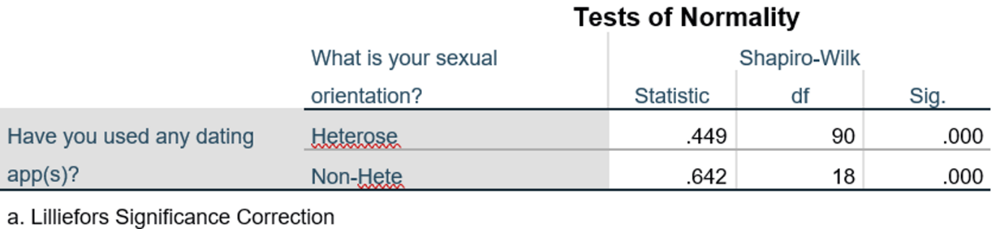 Tests of Normality
What is your sexual orientation?
Shapiro-Wilk
Statistic df Sig.
Have you used any dating app(s)?
Heterose .449 90 .000
Non-Hete .642 18 .000
a. Lilliefors Significance Correction